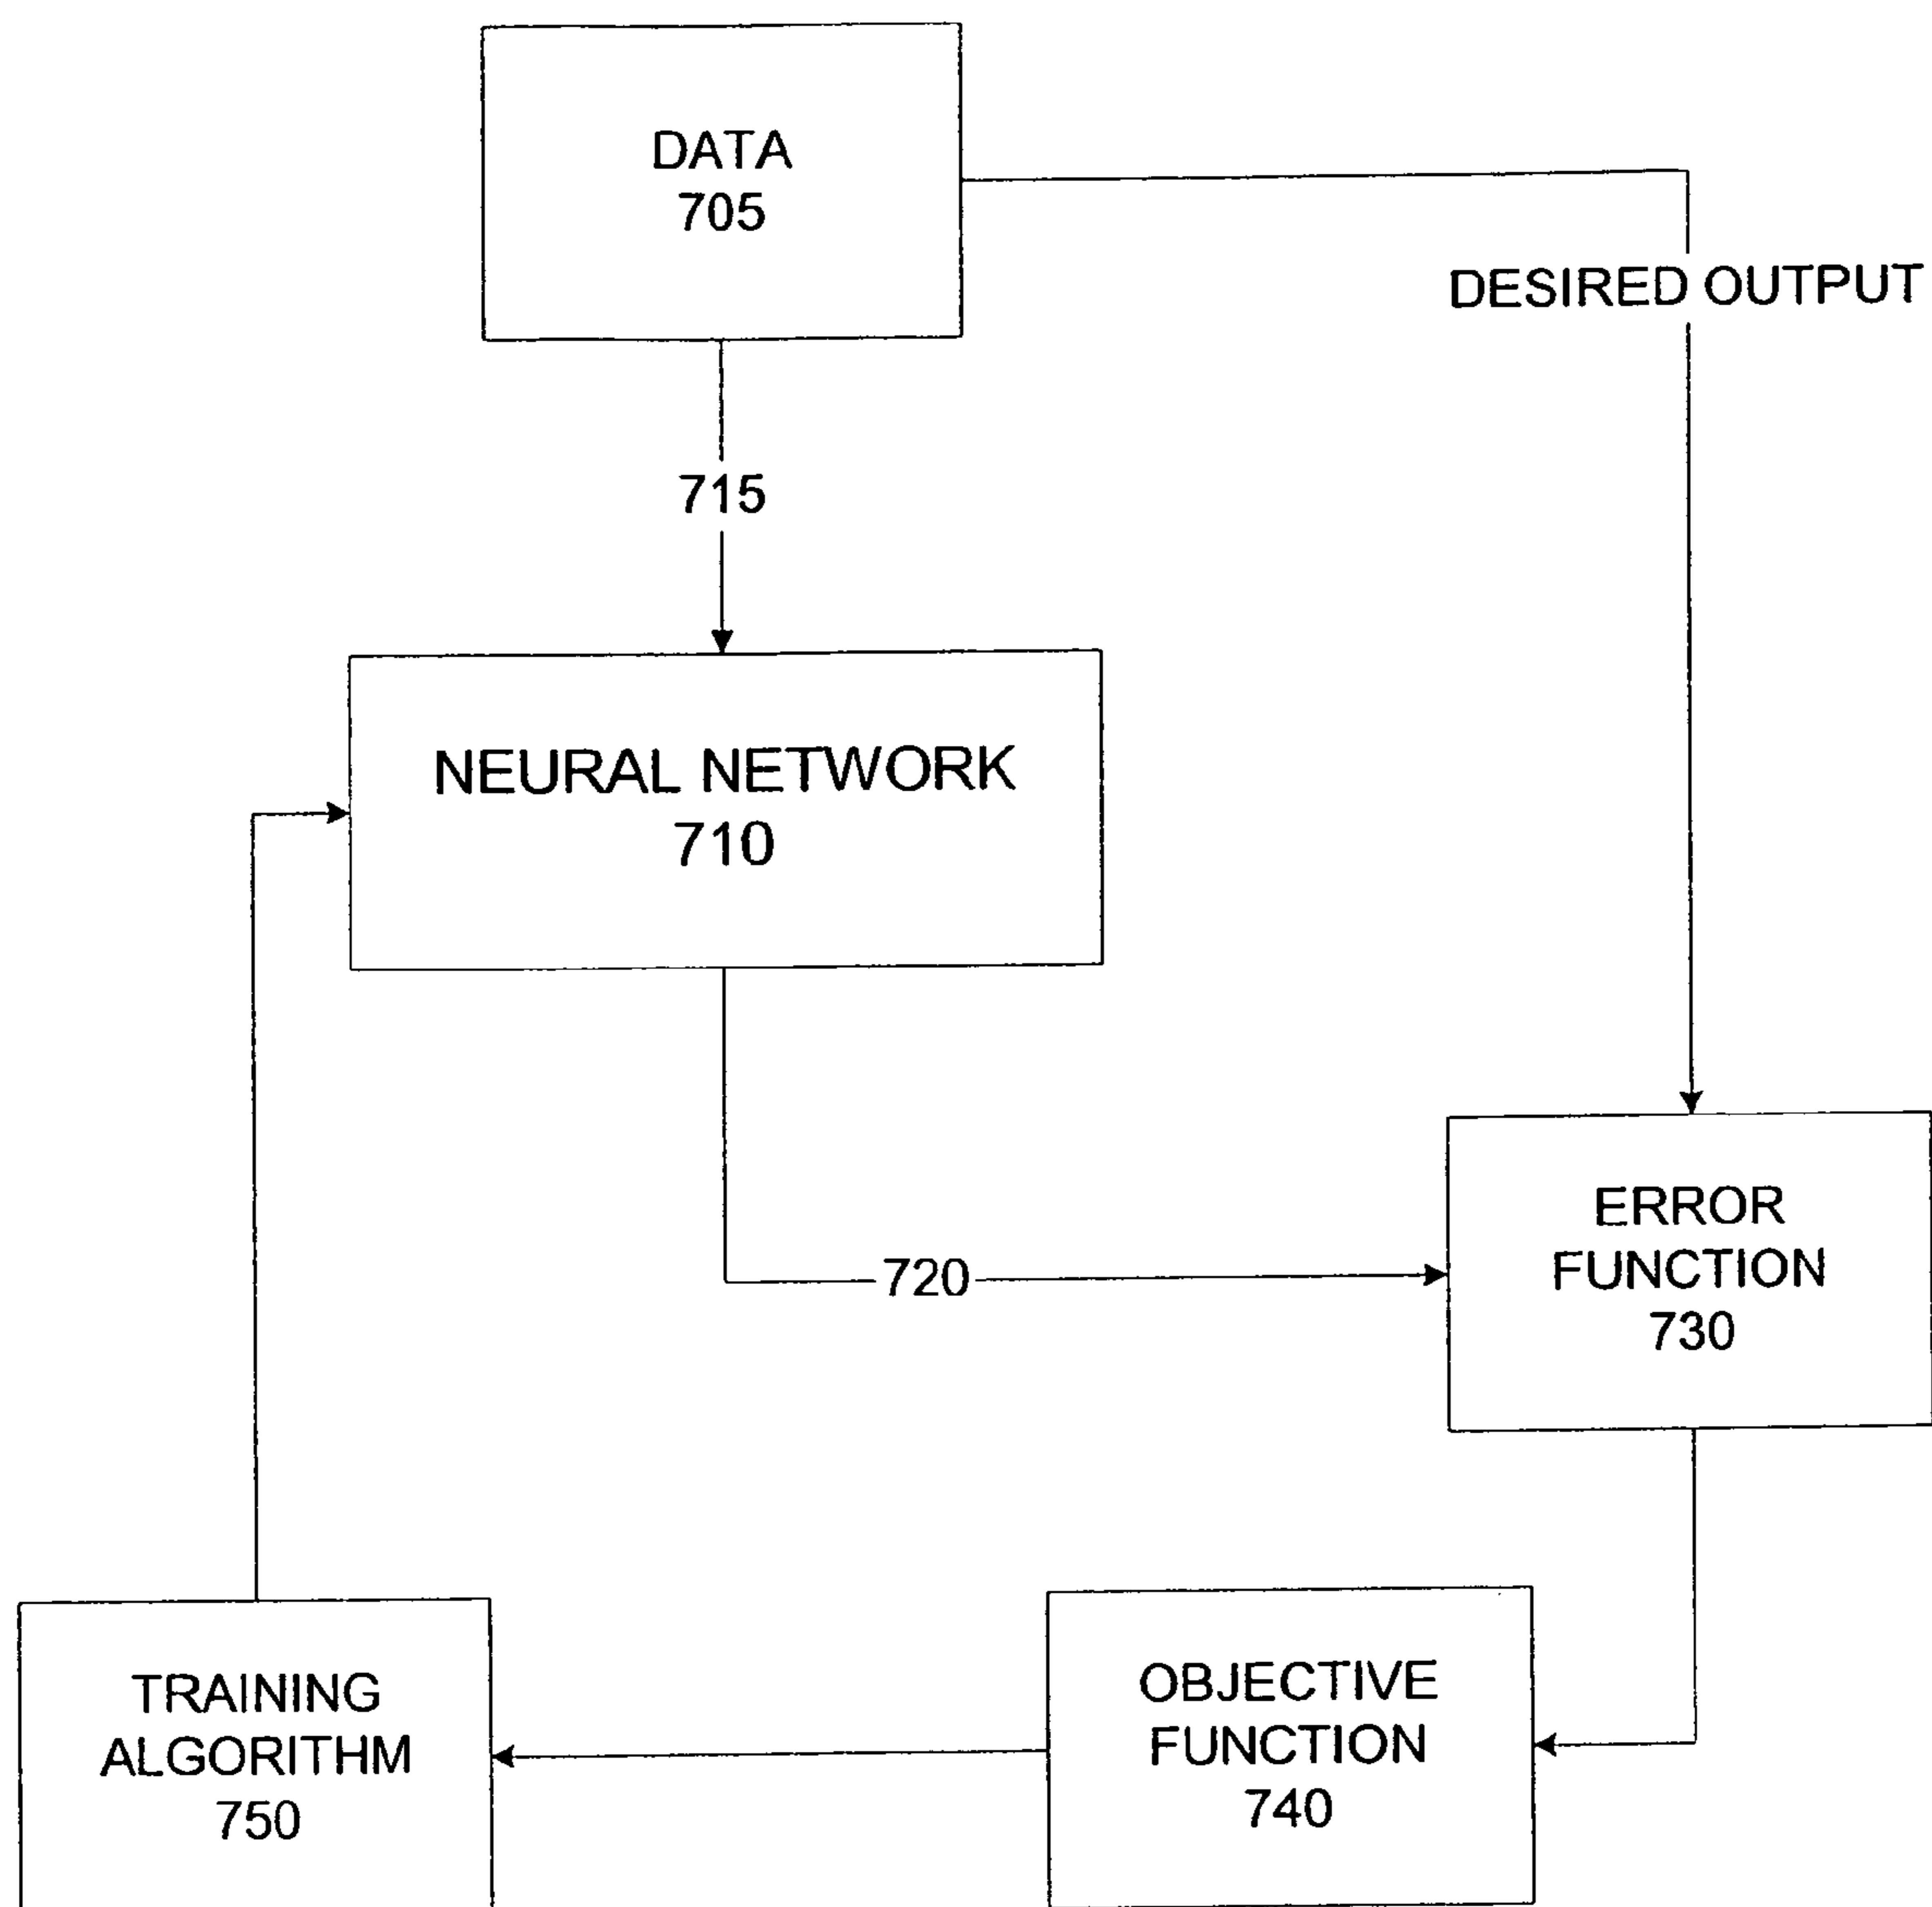 DATA
705
DESIRED OUTPUT
715
NEURAL NETWORK
710
720
ERROR
FUNCTION
730
OBJECTIVE
FUNCTION
740
TRAINING
ALGORITHM
750